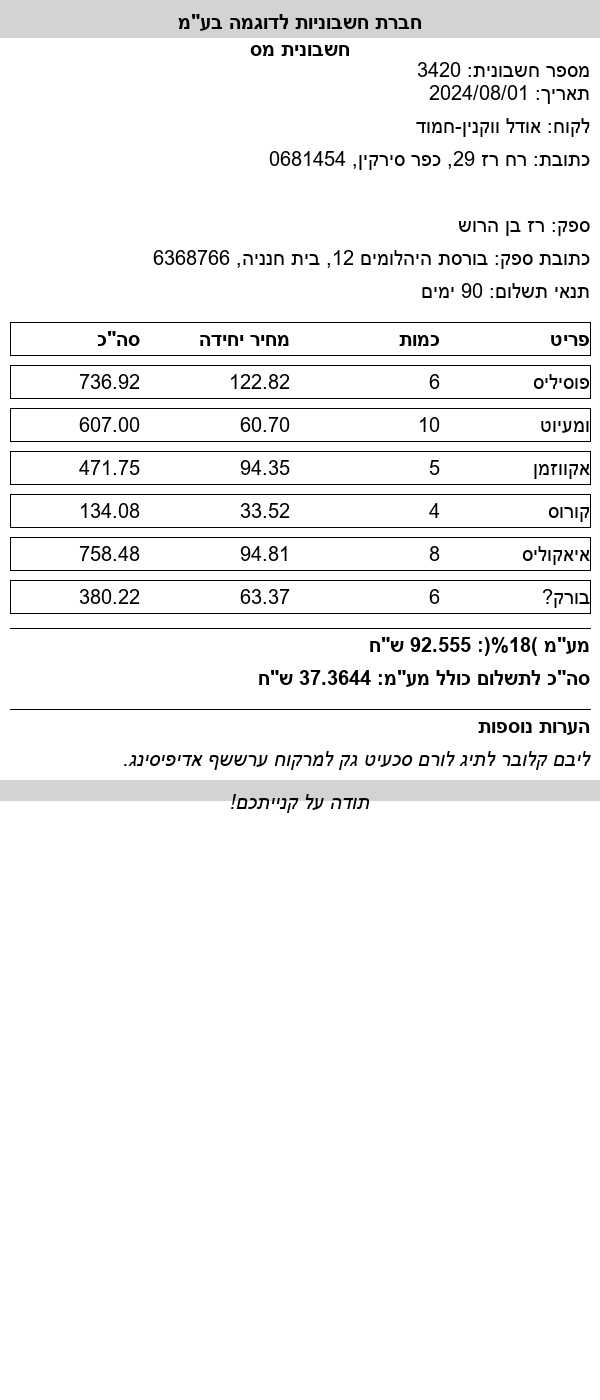 חברת חשבוניות לדוגמה בע"מ
חשבונית מס
מספר חשבונית: 3420
תאריך: 2024/08/01
לקוח: אודל ווקנין-חמוד
כתובת: רח רז 29, כפר סירקין, 0681454
ספק: רז בן הרוש
כתובת ספק: בורסת היהלומים 12, בית חנניה, 6368766
תנאי תשלום: 90 ימים
פריט כמות מחיר יחידה סה"כ
פוסיליס 6 122.82 736.92
ומעיוט 10 60.70 607.00
אקווזמן 5 94.35 471.75
קורוס 4 33.52 134.08
איאקוליס 8 94.81 758.48
בורק? 6 63.37 380.22
מע"מ )18%(: 92.555 ש"ח
סה"כ לתשלום כולל מע"מ: 37.3644 ש"ח
הערות נוספות
ליבם קלובר לתיג לורם סכעיט גק למרקוח ערששף אדיפיסינג.
תודה על קנייתכם!